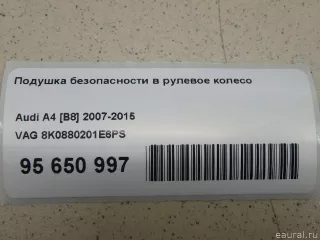 Подушка безопасности в рулевое колесо
Audi A4 [B8] 2007-2015
VAG 8K0880201E6PS
95 650 997
eaural.ru